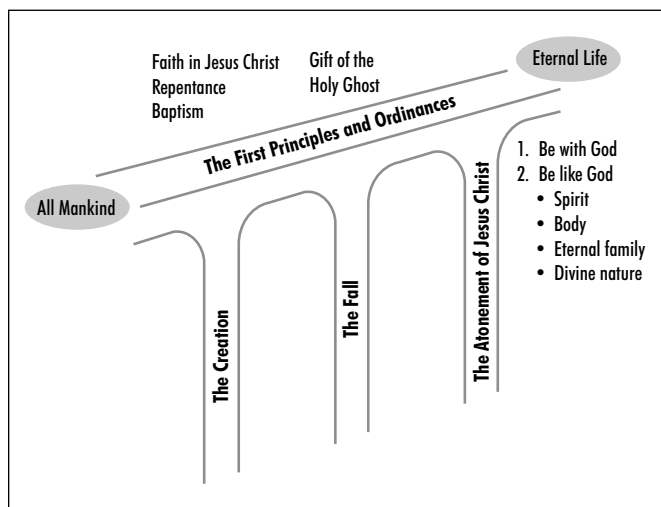 Faith in Jesus Christ
Repentance
Baptism
Gift of the
Holy Ghost
Eternal Life
The First Principles and Ordinances
All Mankind
1. Be with God
2. Be like God
• Spirit
• Body
• Eternal family
• Divine nature
The Creation
The Fall
The Atonement of Jesus Christ